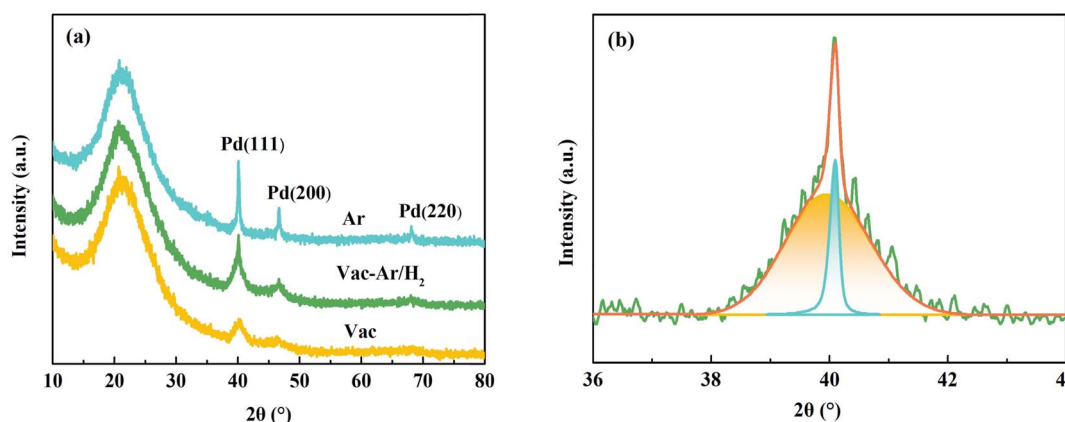 (a)
Pd(111)
Pd(200)
Pd(220)
Ar
Vac-Ar/H₂
Vac
Intensity (a.u.)
10 20 30 40 50 60 70 80
2θ (°)
(b)
Intensity (a.u.)
36 38 40 42
2θ (°)